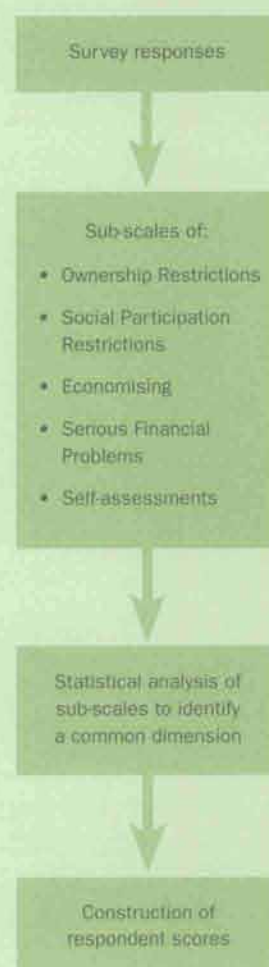 Survey responses
Sub-scales of:
• Ownership Restrictions
• Social Participation
Restrictions
• Economising
• Serious Financial
Problems
• Self-assessments
Statistical analysis of
sub-scales to identify
a common dimension
Construction of
respondent scores